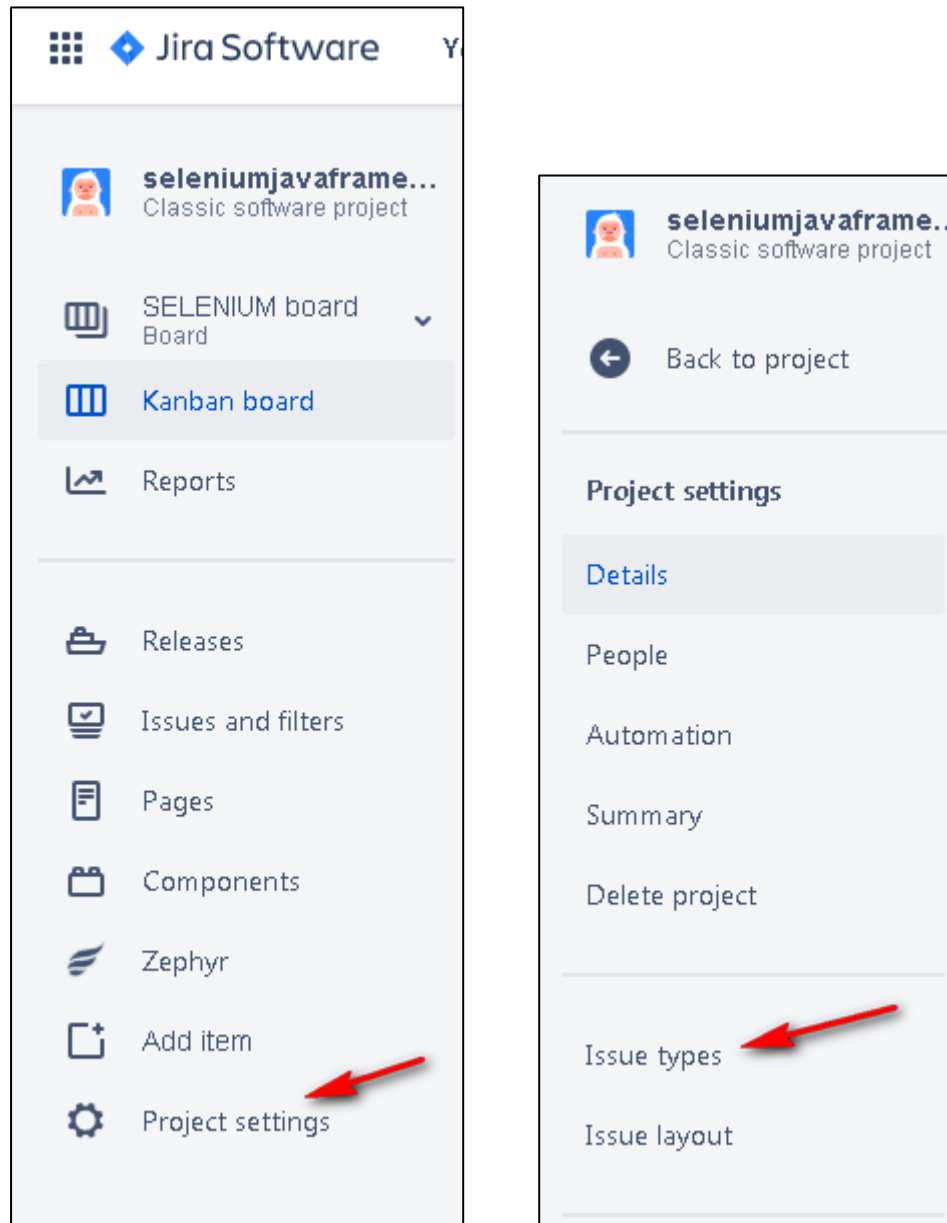 Jira Software
seleniumjavaframe...
Classic software project
SELENIUM board
Board
Kanban board
Reports
Releases
Issues and filters
Pages
Components
Zephyr
Add item
Project settings
seleniumjavaframe..
Classic software project
Back to project
Project settings
Details
People
Automation
Summary
Delete project
Issue types
Issue layout